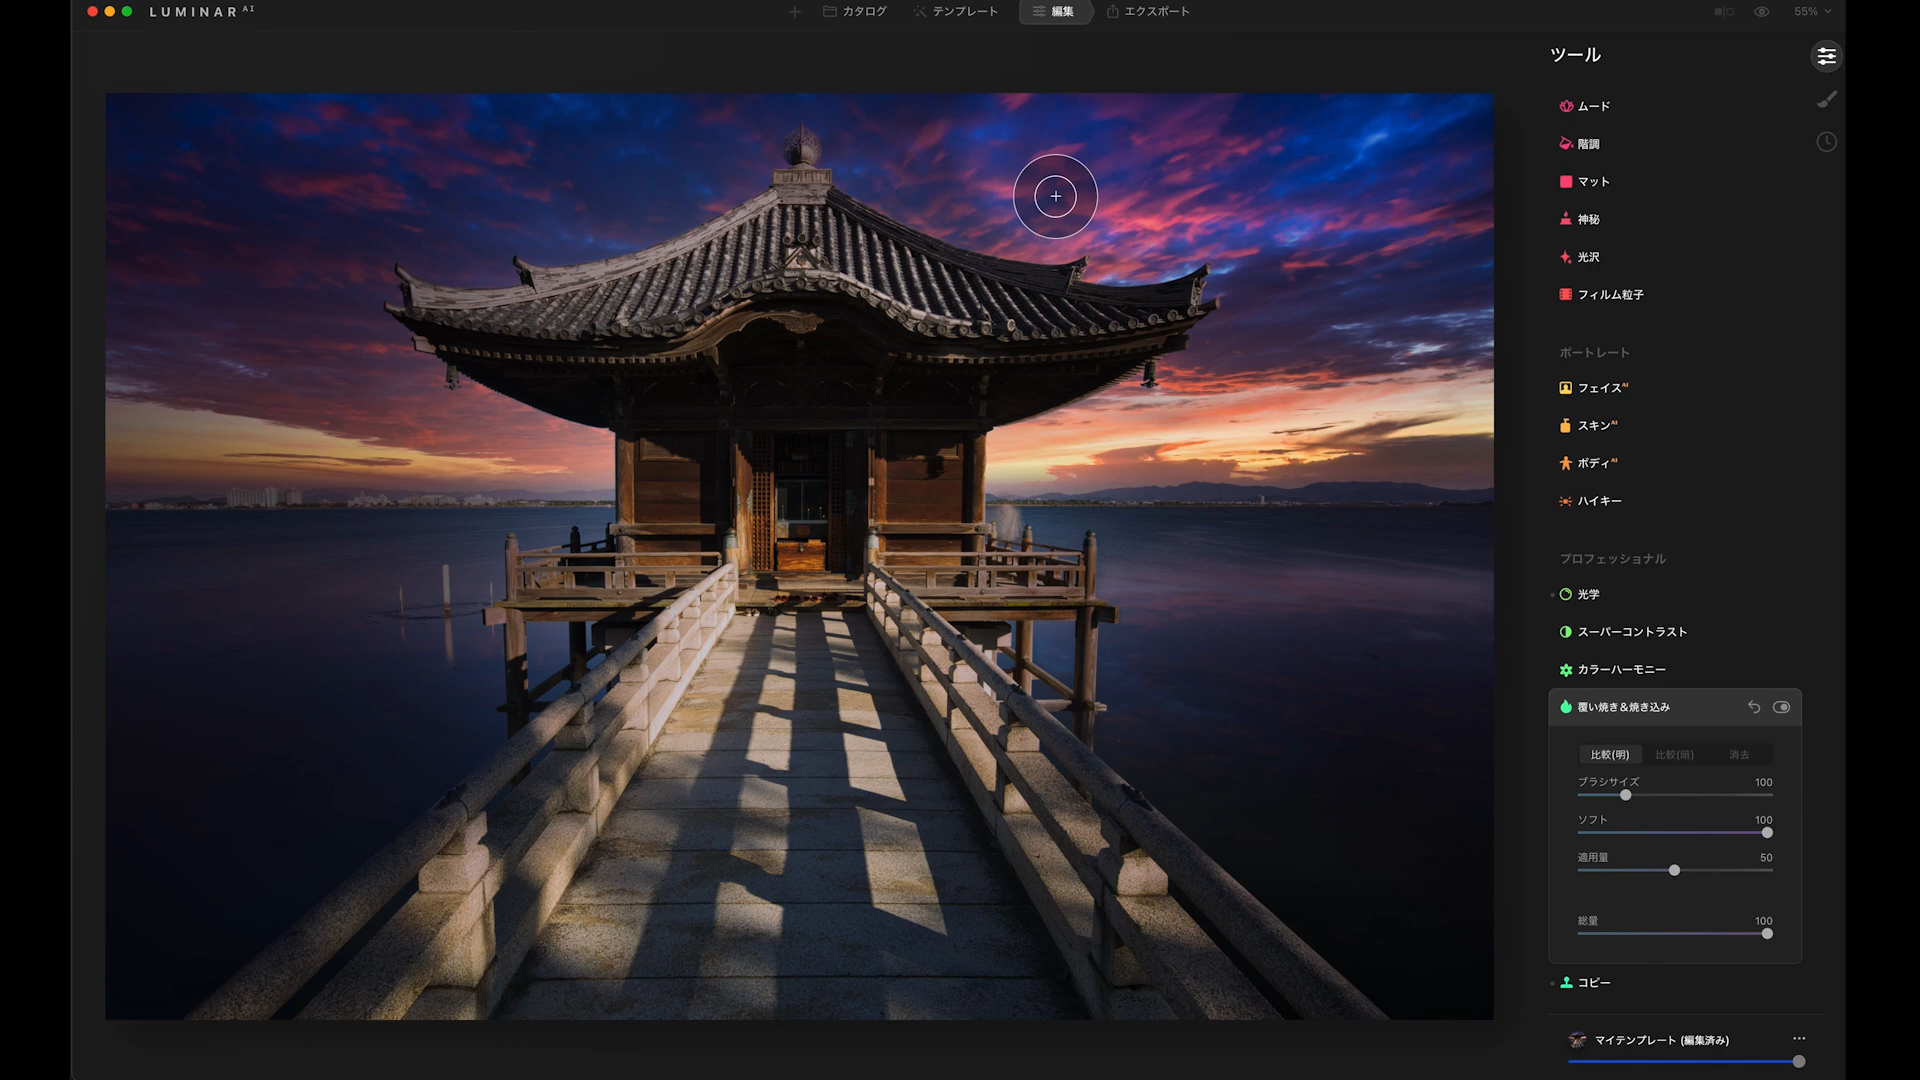 LUMINAR AI
カタログ
テンプレート
編集
エクスポート
55%
ツール
ムード
階調
マット
神秘
光沢
フィルム粒子
ポートレート
フェイスAI
スキンAI
ボディAI
ハイキー
プロフェッショナル
光学
スーパーコントラスト
カラーハーモニー
覆い焼き&焼き込み
比較(明) 比較(暗) 消去
ブラシサイズ 100
ソフト 100
適用量 50
総量 100
コピー
マイテンプレート (編集済み)